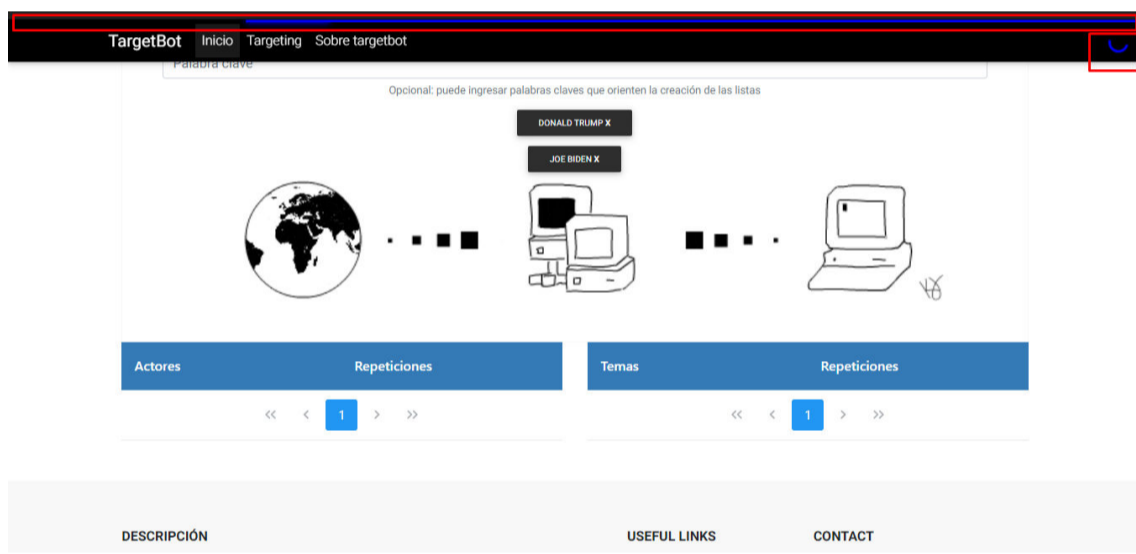 TargetBot Inicio Targeting Sobre targetbot
Palabra clave
Opcional: puede ingresar palabras claves que orienten la creación de las listas
DONALD TRUMP X
JOE BIDEN X
Actores Repeticiones Temas Repeticiones
<< < 1 > >> << < 1 > >>
DESCRIPCIÓN USEFUL LINKS CONTACT